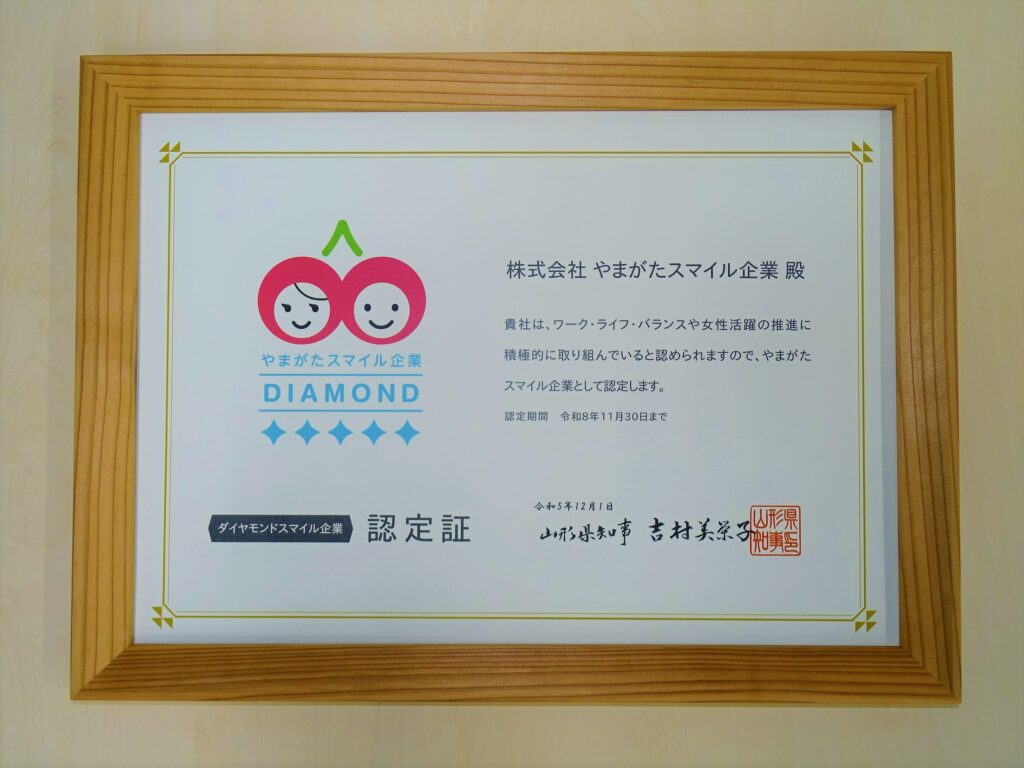 やまがたスマイル企業
DIAMOND
株式会社 やまがたスマイル企業 殿
貴社は、ワーク・ライフ・バランスや女性活躍の推進に
積極的に取り組んでいると認められますので、やまがた
スマイル企業として認定します。
認定期間　令和8年11月30日まで
ダイヤモンドスマイル企業
認定証
令和5年12月1日
山形県知事　吉村美栄子
山形県
知事印